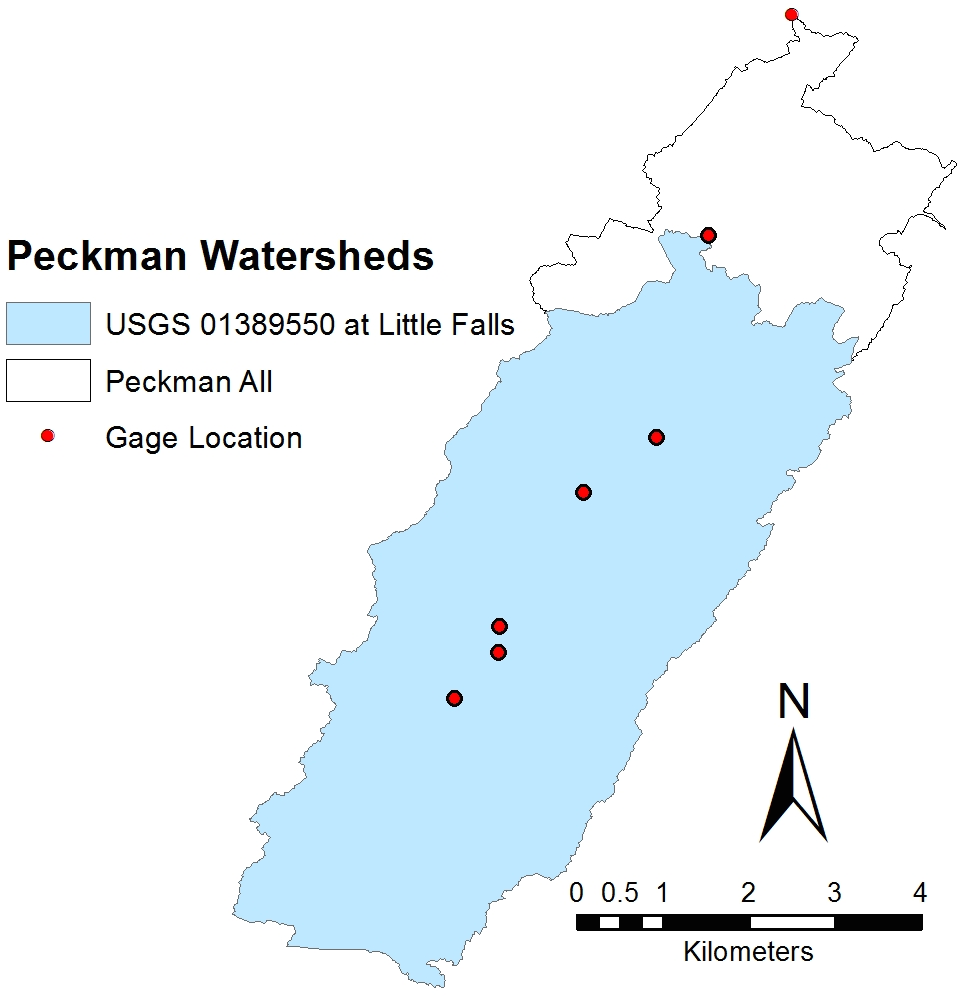 Peckman Watersheds
USGS 01389550 at Little Falls
Peckman All
Gage Location
N
0 0.5 1 2 3 4
Kilometers